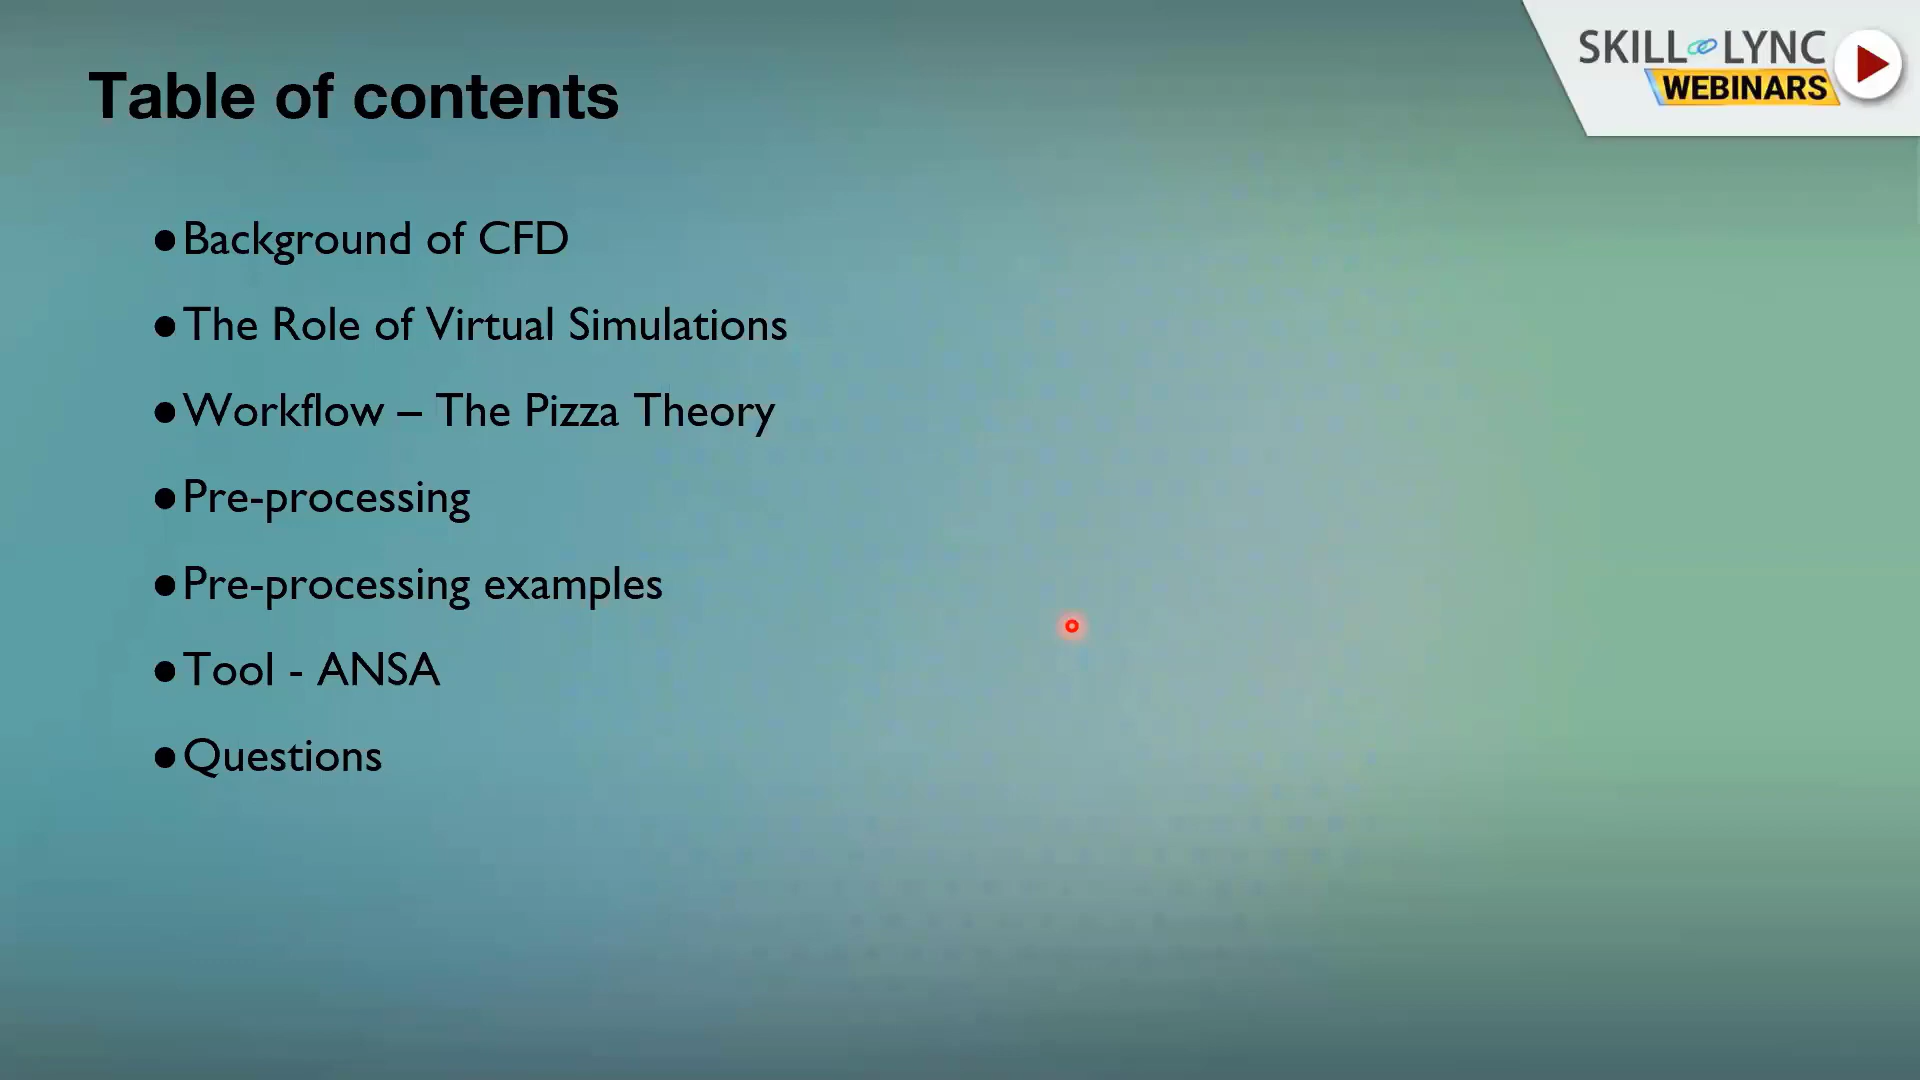 Table of contents
SKILL LYNC
WEBINARS
●Background of CFD
●The Role of Virtual Simulations
●Workflow – The Pizza Theory
●Pre-processing
●Pre-processing examples
●Tool - ANSA
●Questions